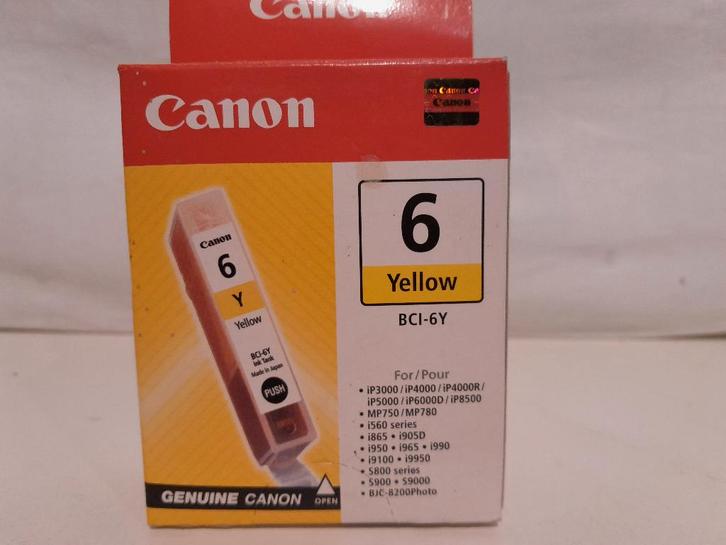 Canon
Canon
Canon
Canon
6
Yellow
BCI-6Y
Canon
6
Y
Yellow
BCI-6Y
Ink Tank
Made in Japan
PUSH
For/Pour
• iP3000/iP4000/iP4000R/
iP5000/iP6000D/iP8500
• MP750/MP780
• i560 series
• i865 • i905D
• i950 • i965 • i990
• i9100 • i9950
• S800 series
• S900 • S9000
• BJC-8200Photo
GENUINE CANON
OPEN